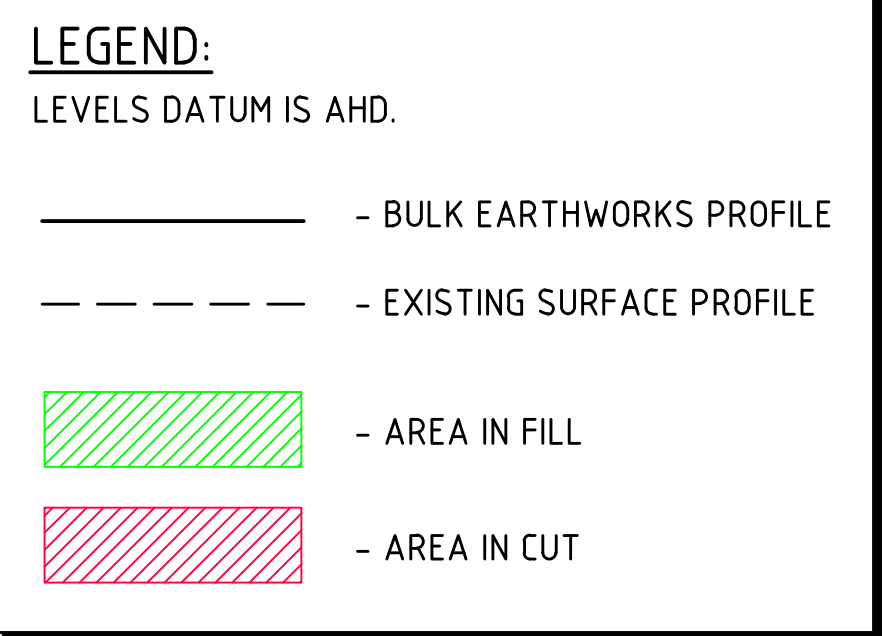 LEGEND:
LEVELS DATUM IS AHD.
- BULK EARTHWORKS PROFILE
- EXISTING SURFACE PROFILE
- AREA IN FILL
- AREA IN CUT